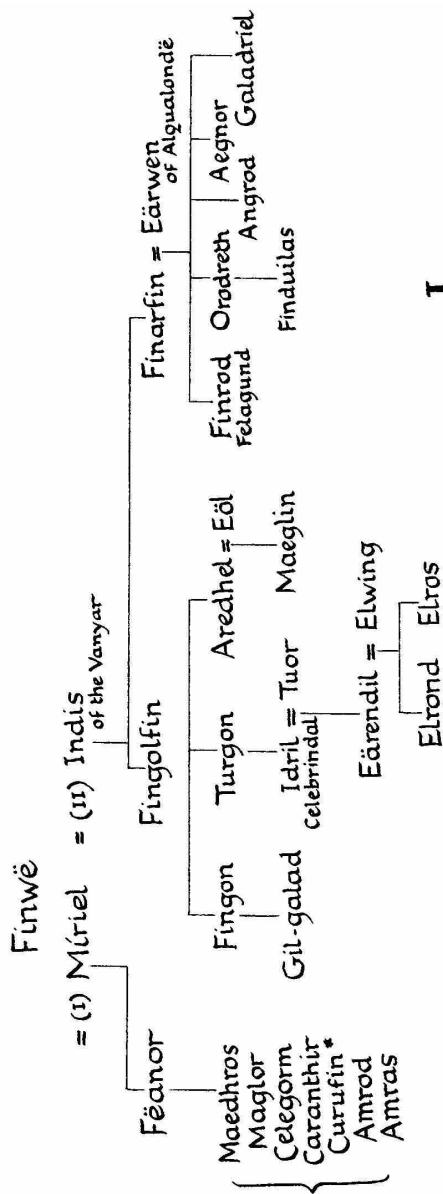 Finwë
= (I) Míriel = (II) Indis
of the Vanyar
Fëanor Fingolfin Finarfin = Eärwen
of Alqualondë
Maedhros
Maglor
Celegorm
Caranthir
Curufin*
Amrod
Amras
Fingon Turgon Aredhel = Eöl
Gil-galad Idril = Tuor Maeglin
Celebrindal
Eärendil = Elwing
Elrond Elros
Finrod Orodreth Angrod Aegnor Galadriel
Felagund
Finduilas
I